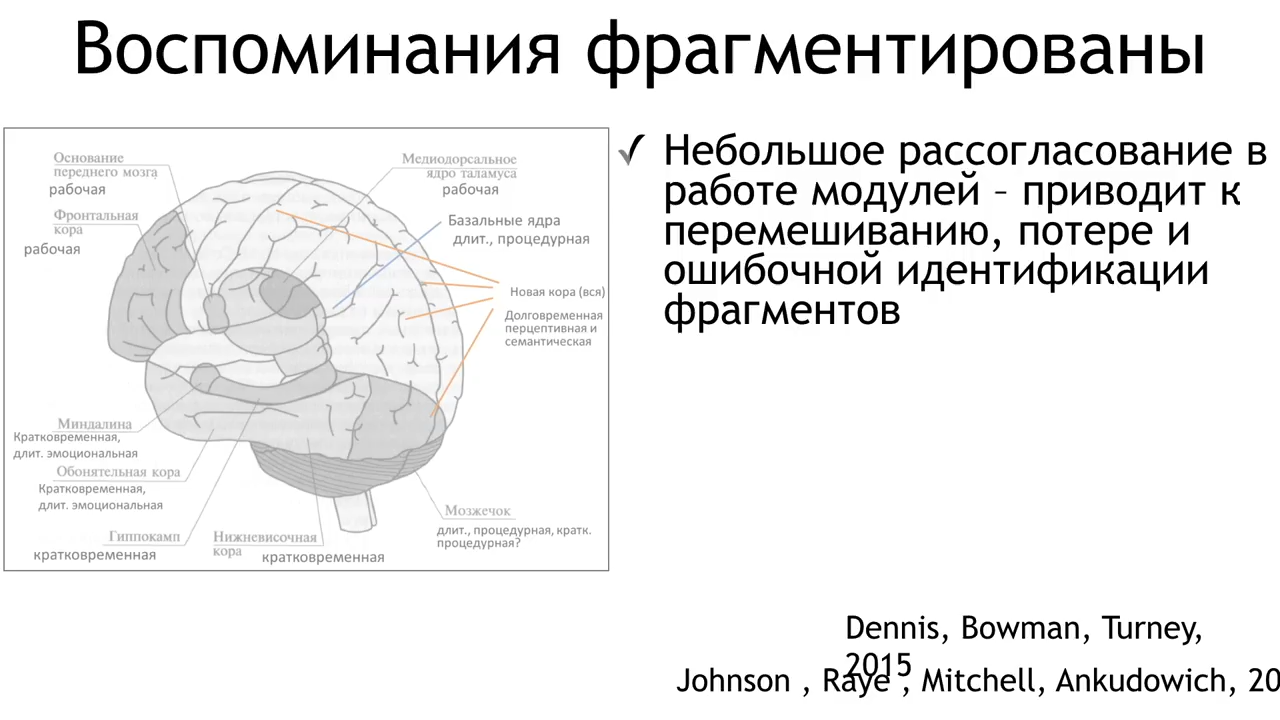 Воспоминания фрагментированы
Основание
переднего мозга
рабочая
Фронтальная
кора
рабочая
Медиодорсальное
ядро таламуса
рабочая
Базальные ядра
длит., процедурная
Новая кора (вся)
Долговременная
перцептивная и
семантическая
Миндалина
Кратковременная,
длит. эмоциональная
Обонятельная кора
Кратковременная,
длит. эмоциональная
Гиппокамп
кратковременная
Нижневисочная
кора
кратковременная
Мозжечок
длит., процедурная, кратк.
процедурная?
✓ Небольшое рассогласование в
работе модулей – приводит к
перемешиванию, потере и
ошибочной идентификации
фрагментов
Dennis, Bowman, Turney,
2015
Johnson , Raye , Mitchell, Ankudowich, 20